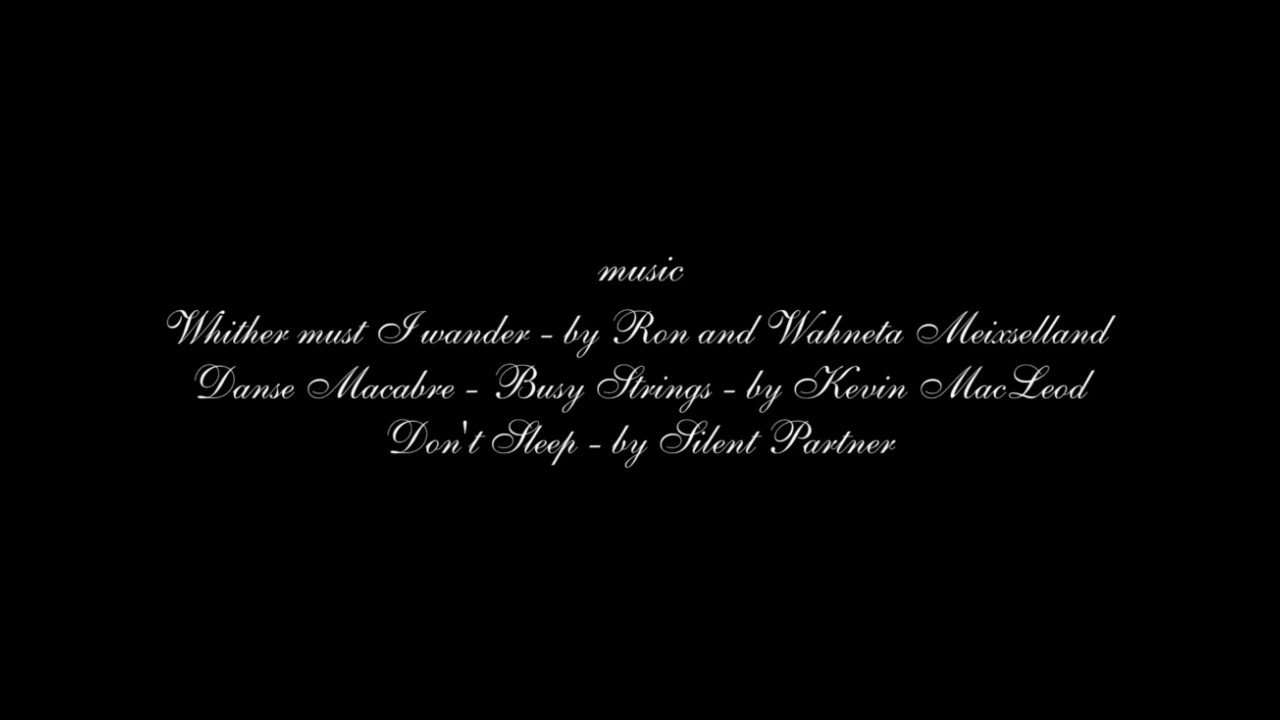 music
Whither must I wander - by Ron and Wahneta Meixselland
Danse Macabre - Busy Strings - by Kevin MacLeod
Don't Sleep - by Silent Partner